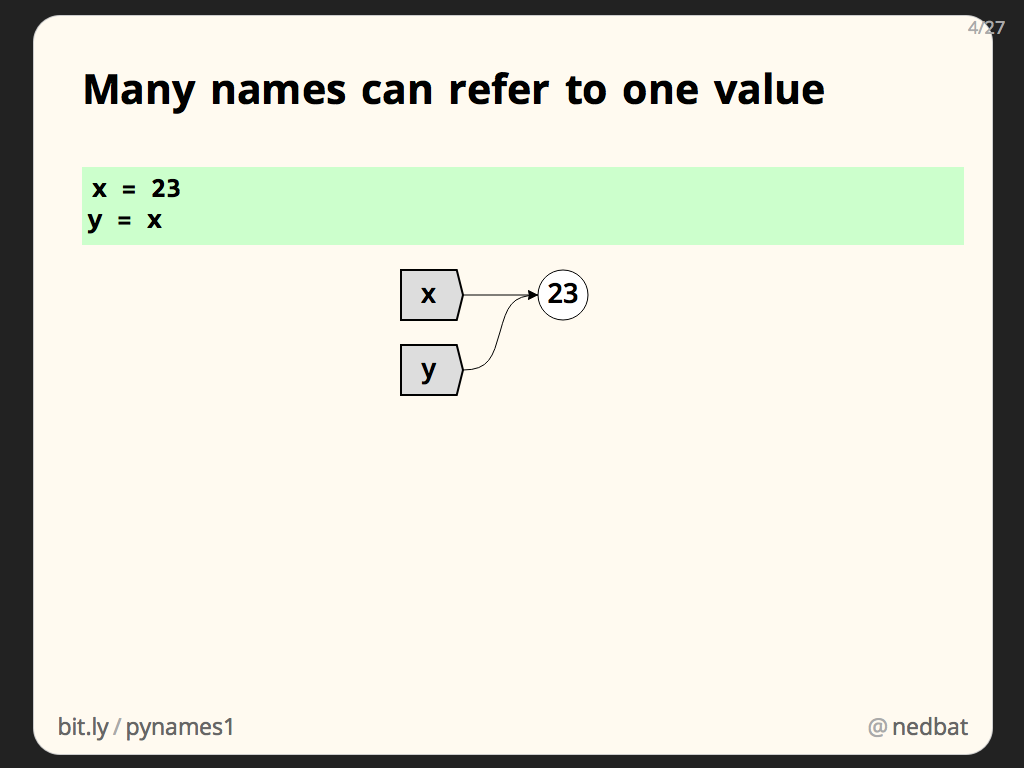 4/27
Many names can refer to one value
x = 23
y = x
x
23
y
bit.ly/pynames1
@nedbat